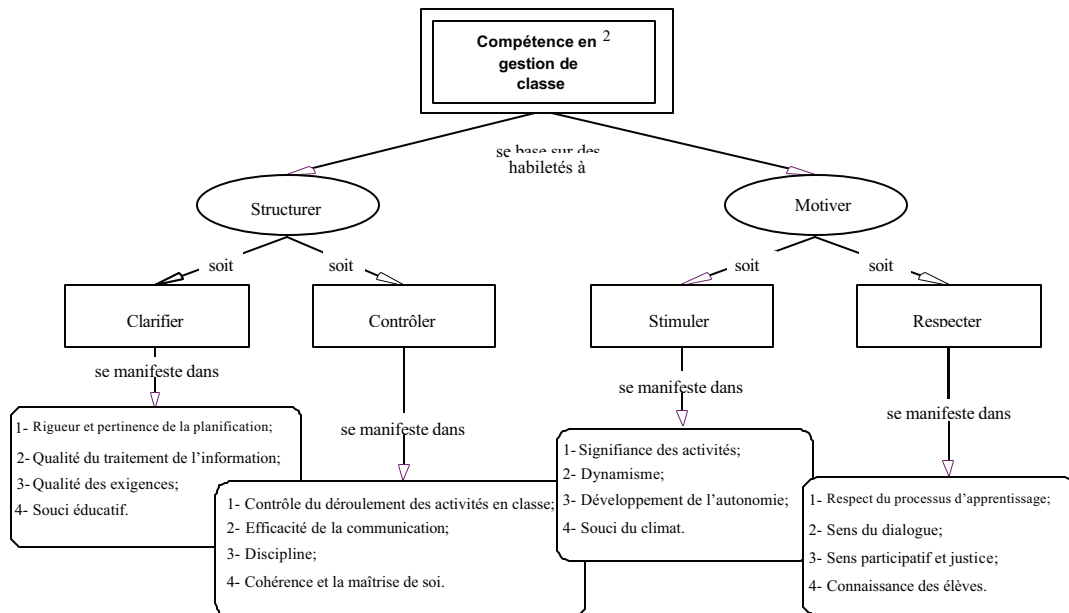 Compétence en 2
gestion de
classe
se base sur des
habiletés à
Structurer
Motiver
soit
soit
soit
soit
Clarifier
Contrôler
Stimuler
Respecter
se manifeste dans
se manifeste dans
se manifeste dans
se manifeste dans
1- Rigueur et pertinence de la planification;
2- Qualité du traitement de l'information;
3- Qualité des exigences;
4- Souci éducatif.
1- Contrôle du déroulement des activités en classe;
2- Efficacité de la communication;
3- Discipline;
4- Cohérence et la maîtrise de soi.
1- Signifiance des activités;
2- Dynamisme;
3- Développement de l'autonomie;
4- Souci du climat.
1- Respect du processus d'apprentissage;
2- Sens du dialogue;
3- Sens participatif et justice;
4- Connaissance des élèves.